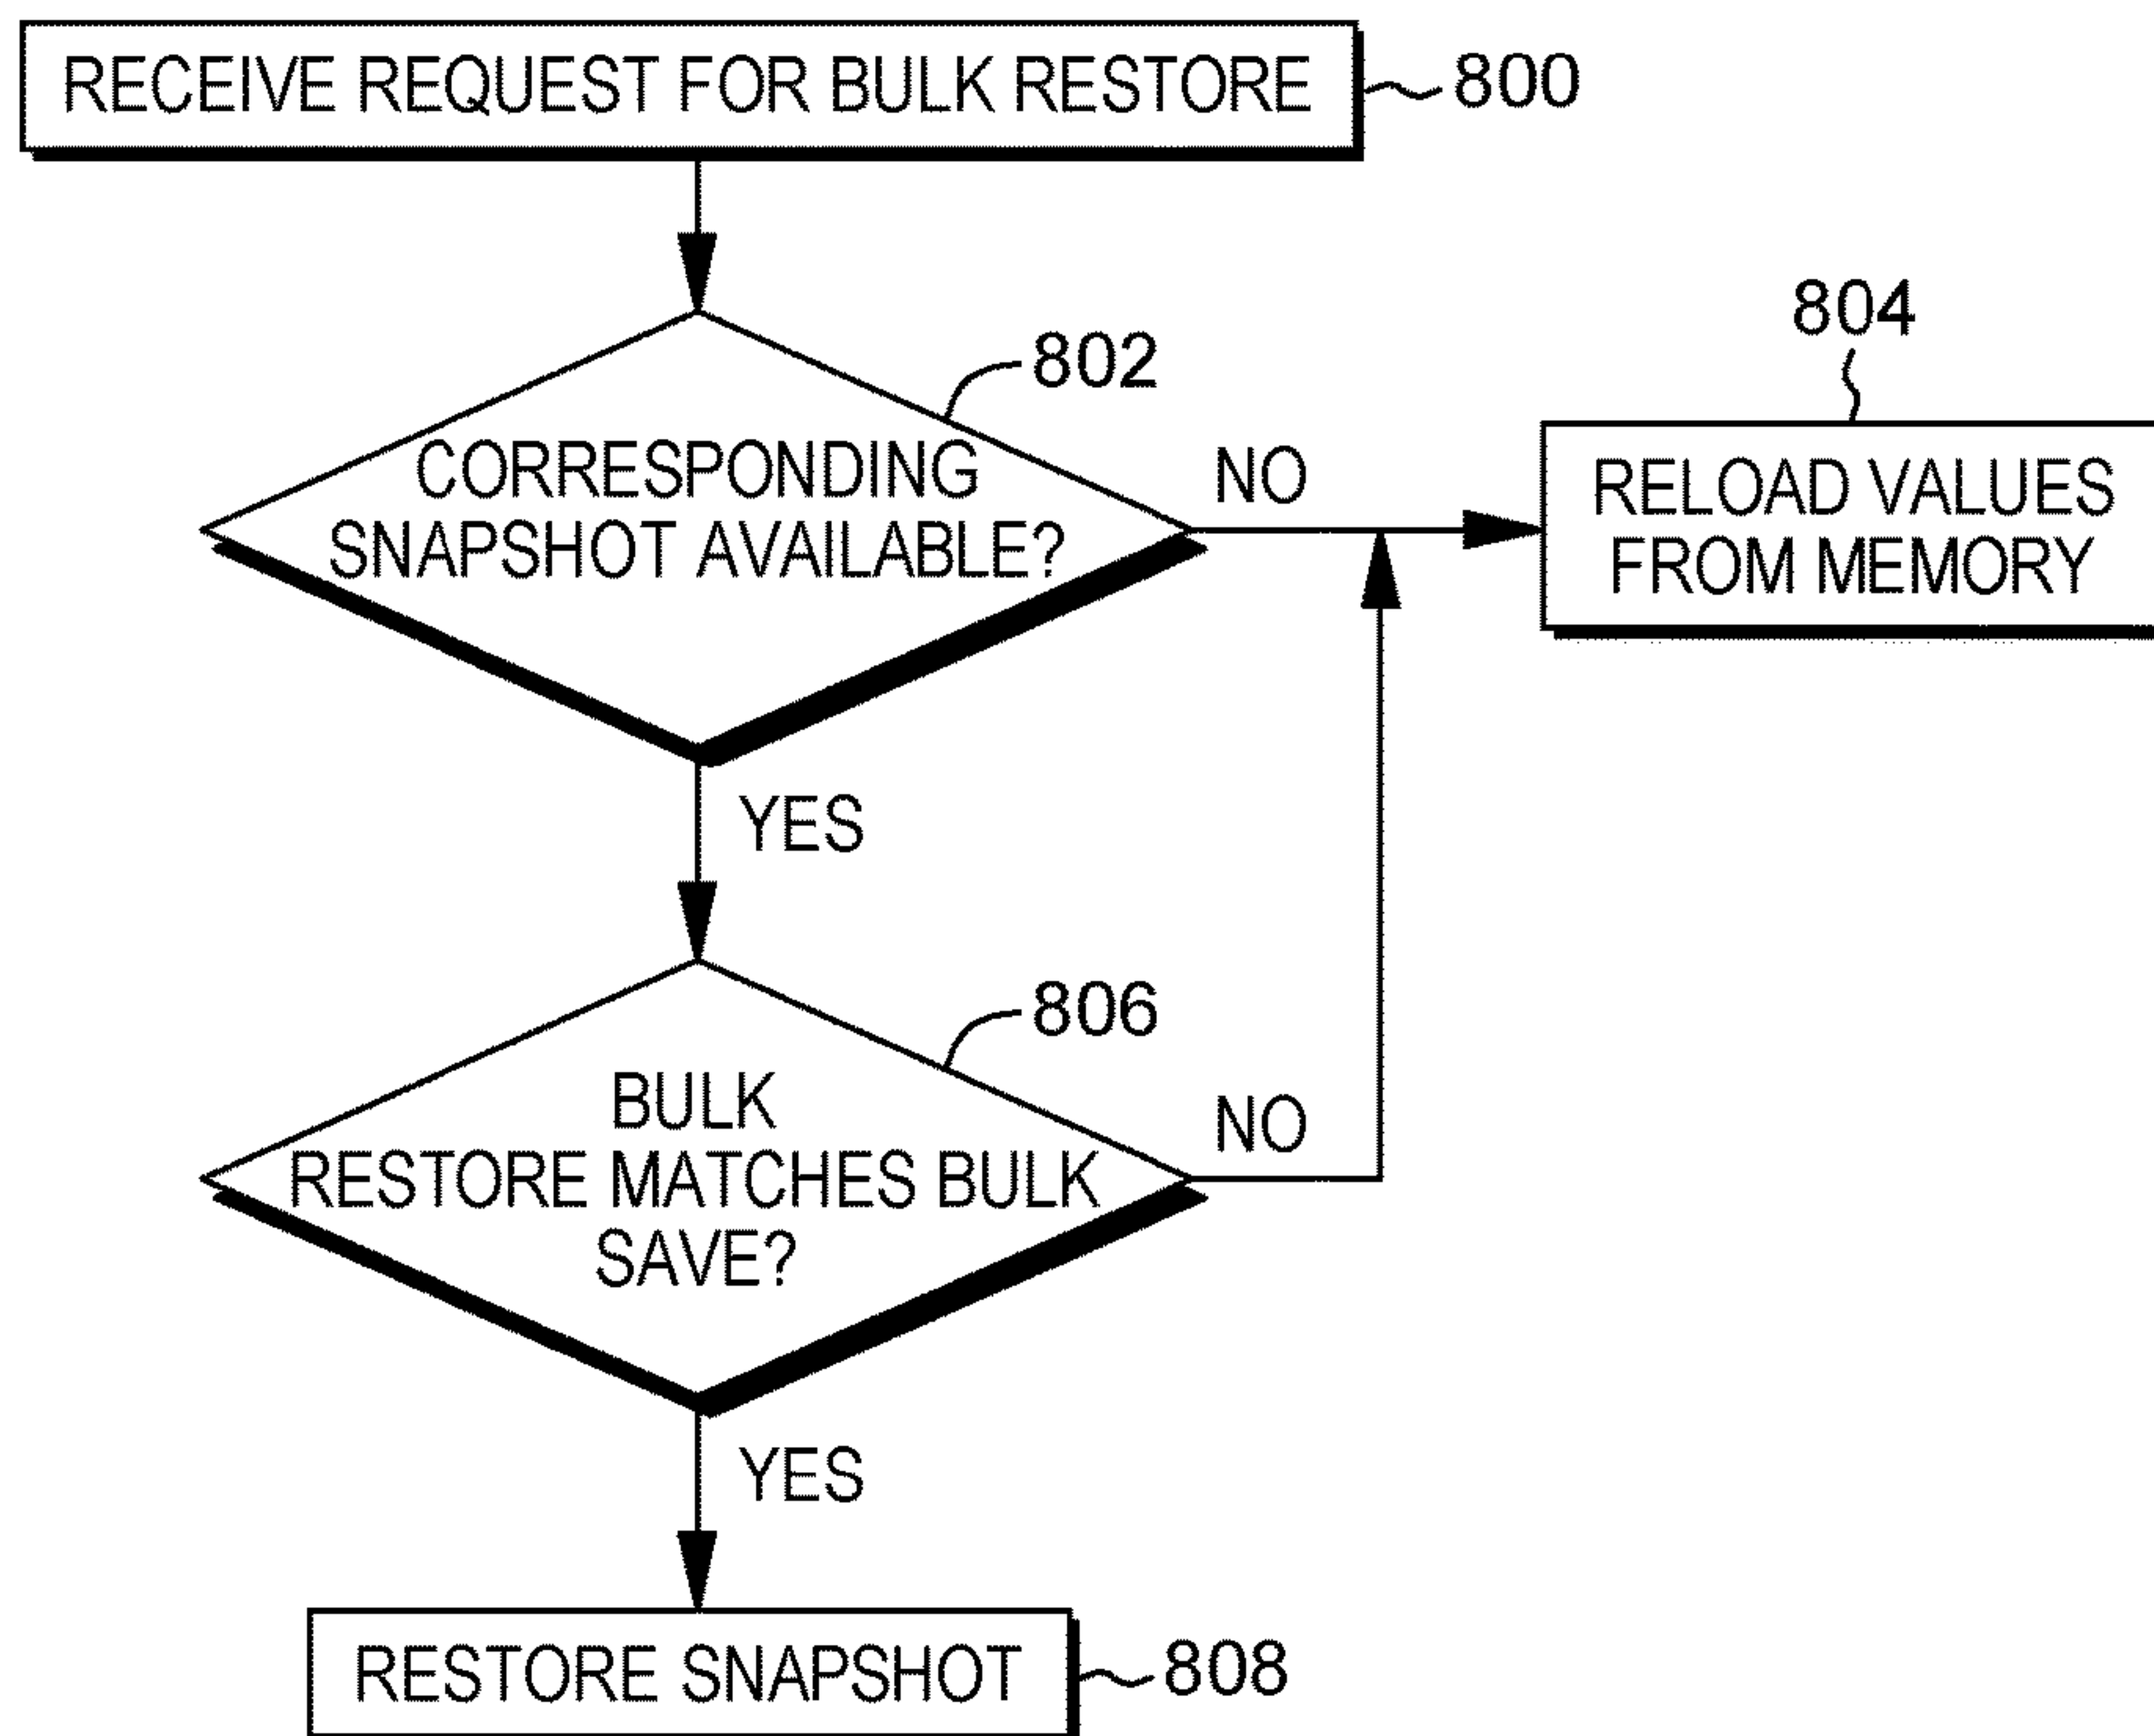 RECEIVE REQUEST FOR BULK RESTORE
800
802
CORRESPONDING
SNAPSHOT AVAILABLE?
NO
804
RELOAD VALUES
FROM MEMORY
YES
806
BULK
RESTORE MATCHES BULK
SAVE?
NO
YES
RESTORE SNAPSHOT
808